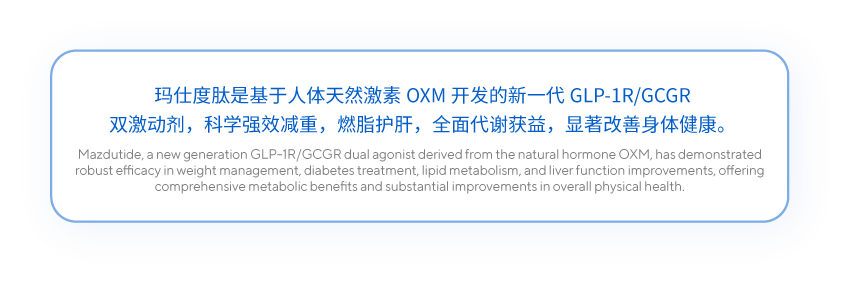 玛仕度肽是基于人体天然激素 OXM 开发的新一代 GLP-1R/GCGR
双激动剂，科学强效减重，燃脂护肝，全面代谢获益，显著改善身体健康。
Mazdutide, a new generation GLP-1R/GCGR dual agonist derived from the natural hormone OXM, has demonstrated
robust efficacy in weight management, diabetes treatment, lipid metabolism, and liver function improvements, offering
comprehensive metabolic benefits and substantial improvements in overall physical health.